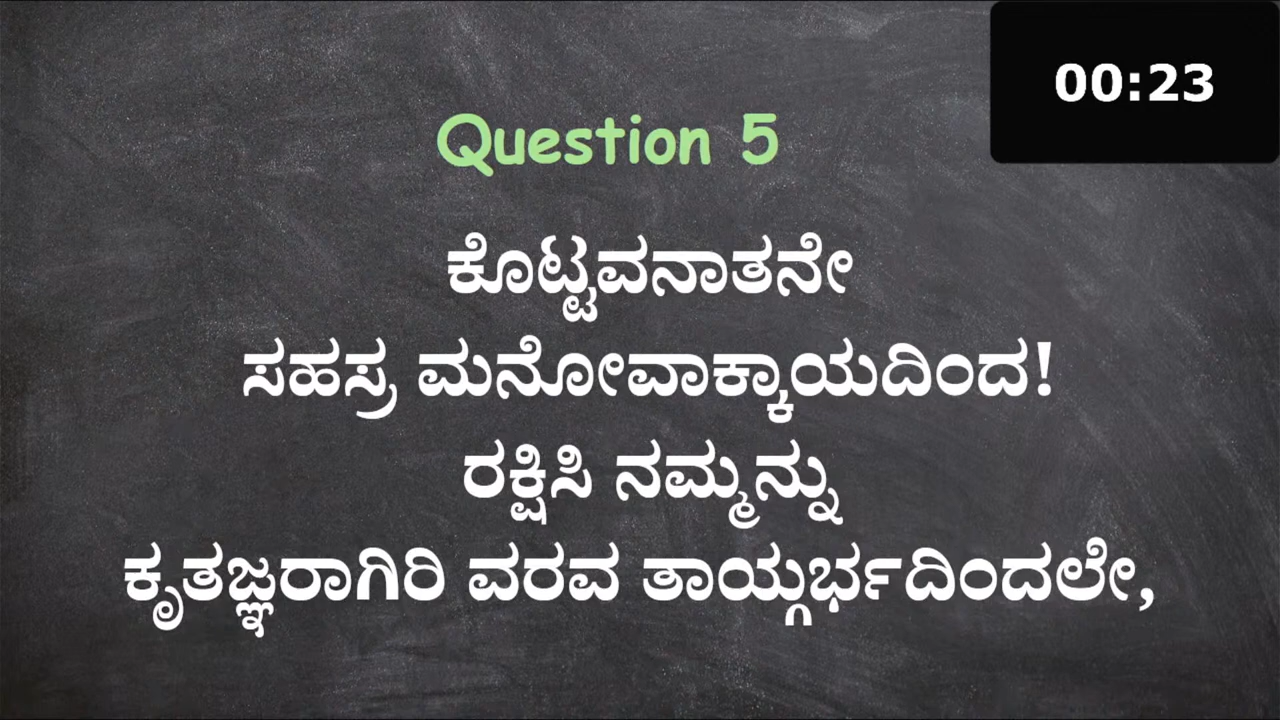 00:23
Question 5
ಕೊಟ್ಟವನಾತನೇ
ಸಹಸ್ರ ಮನೋವಾಕ್ಕಾಯದಿಂದ!
ರಕ್ಷಿಸಿ ನಮ್ಮನ್ನು
ಕೃತಜ್ಞರಾಗಿರಿ ವರವ ತಾಯ್ಗರ್ಭದಿಂದಲೇ,